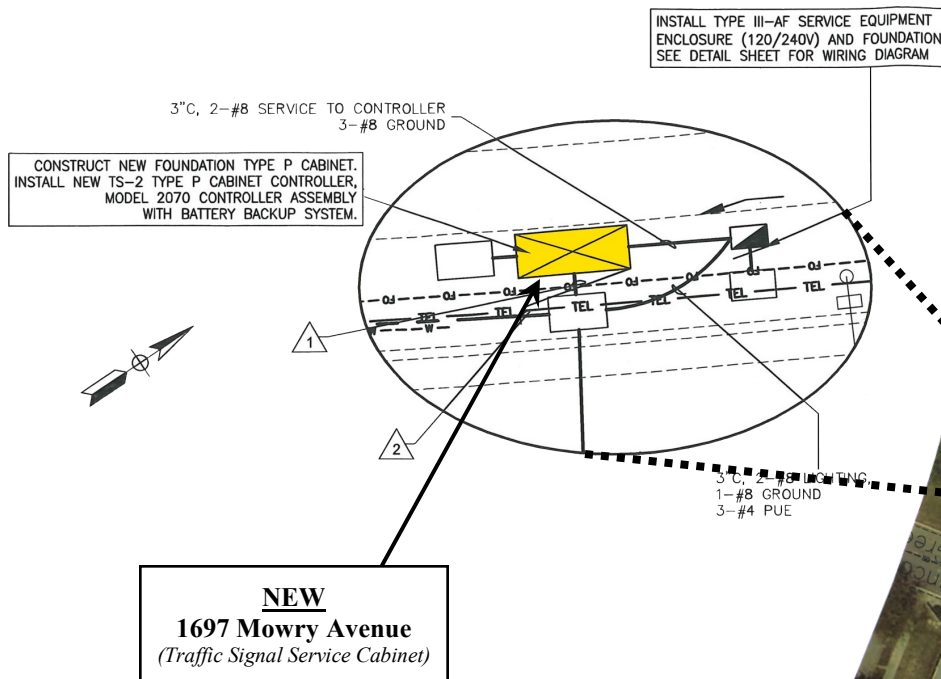 INSTALL TYPE III-AF SERVICE EQUIPMENT
ENCLOSURE (120/240V) AND FOUNDATION
SEE DETAIL SHEET FOR WIRING DIAGRAM
3"C, 2-#8 SERVICE TO CONTROLLER
3-#8 GROUND
CONSTRUCT NEW FOUNDATION TYPE P CABINET.
INSTALL NEW TS-2 TYPE P CABINET CONTROLLER,
MODEL 2070 CONTROLLER ASSEMBLY
WITH BATTERY BACKUP SYSTEM.
FO FO FO FO FO FO
TEL TEL TEL TEL TEL TEL
W W
1
2
3"C, 2-#8 LIGHTING,
1-#8 GROUND
3-#4 PUE
NEW
1697 Mowry Avenue
(Traffic Signal Service Cabinet)